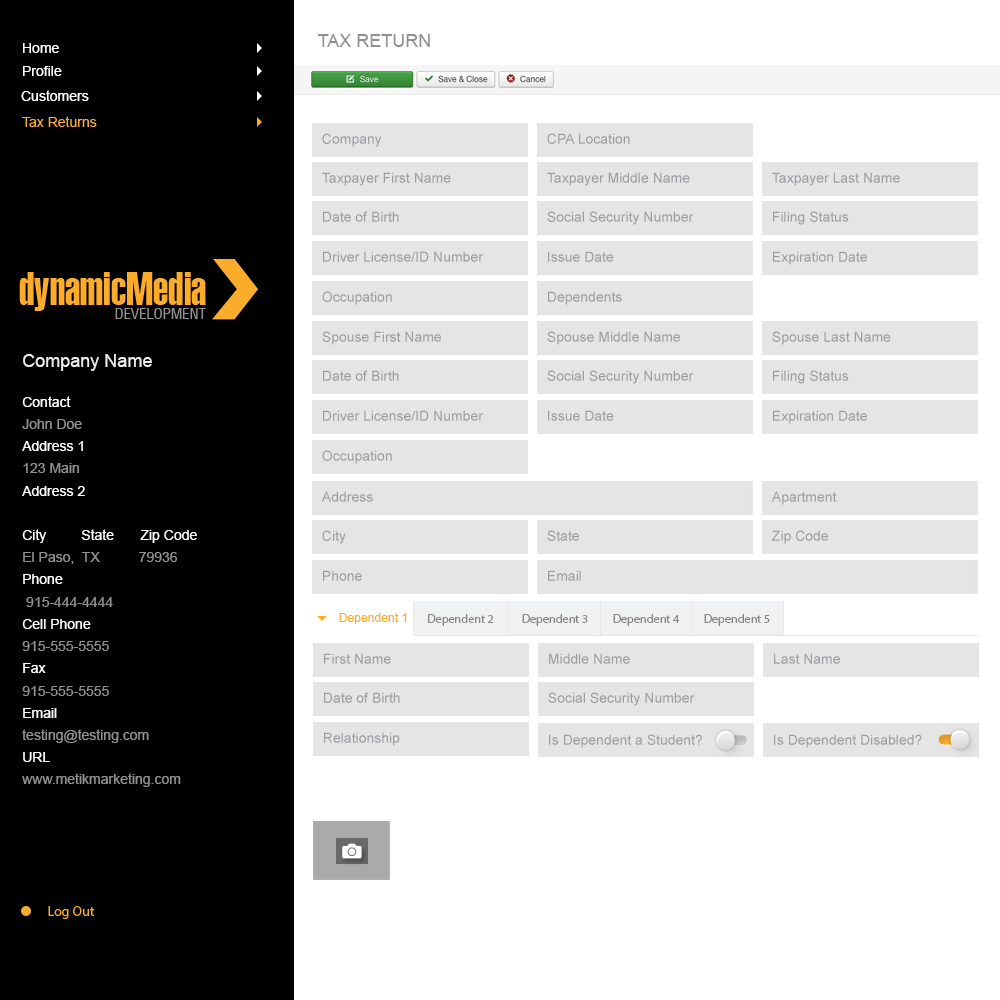 Home
Profile
Customers
Tax Returns
dynamicMedia
DEVELOPMENT
Company Name
Contact
John Doe
Address 1
123 Main
Address 2
City State Zip Code
El Paso, TX 79936
Phone
915-444-4444
Cell Phone
915-555-5555
Fax
915-555-5555
Email
testing@testing.com
URL
www.metikmarketing.com
Log Out
TAX RETURN
Save Save & Close Cancel
Company CPA Location
Taxpayer First Name Taxpayer Middle Name Taxpayer Last Name
Date of Birth Social Security Number Filing Status
Driver License/ID Number Issue Date Expiration Date
Occupation Dependents
Spouse First Name Spouse Middle Name Spouse Last Name
Date of Birth Social Security Number Filing Status
Driver License/ID Number Issue Date Expiration Date
Occupation
Address Apartment
City State Zip Code
Phone Email
Dependent 1 Dependent 2 Dependent 3 Dependent 4 Dependent 5
First Name Middle Name Last Name
Date of Birth Social Security Number
Relationship Is Dependent a Student? Is Dependent Disabled?